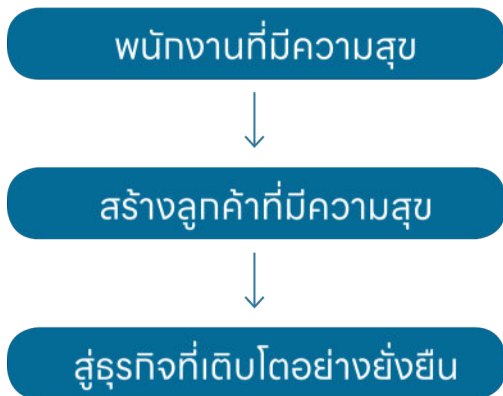 พนักงานที่มีความสุข
สร้างลูกค้าที่มีความสุข
สู่ธุรกิจที่เติบโตอย่างยั่งยืน